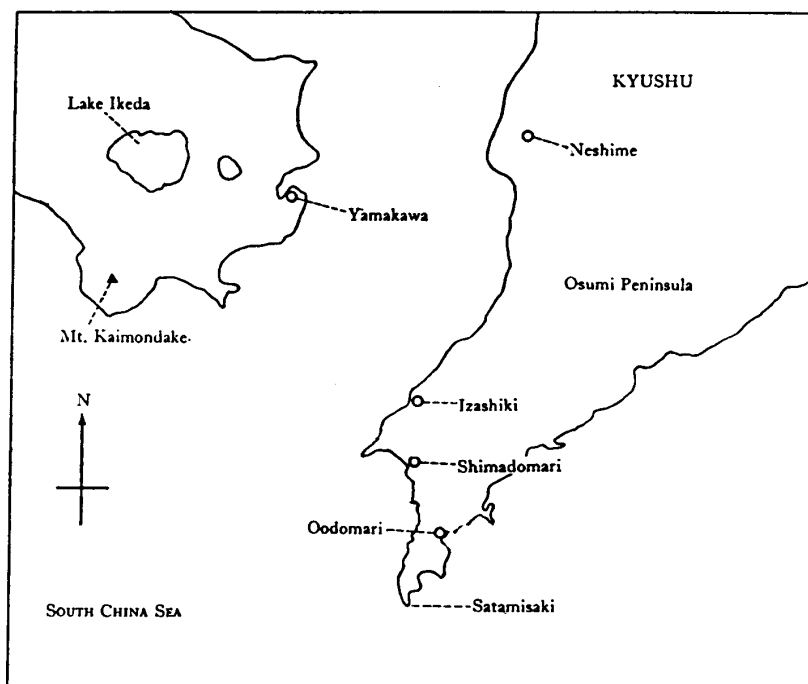 KYUSHU
Lake Ikeda
Neshime
Yamakawa
Osumi Peninsula
Mt. Kaimondake
N
Izashiki
Shimadomari
Oodomari
SOUTH CHINA SEA
Satamisaki